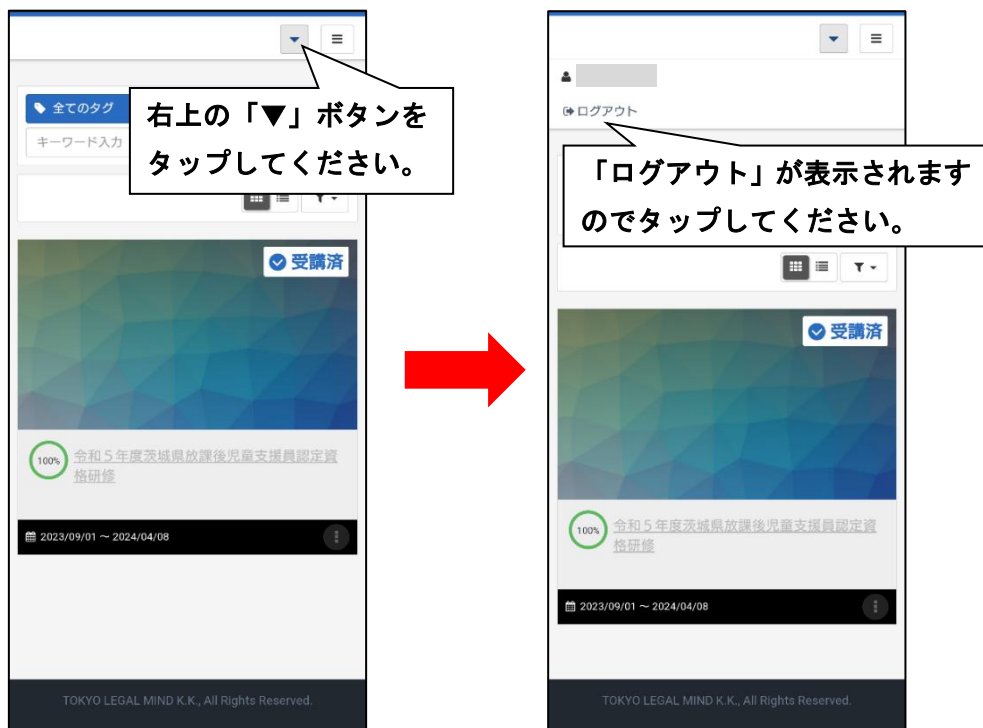 右上の「▼」ボタンを
タップしてください。
全てのタグ
キーワード入力
受講済
100%
令和5年度茨城県放課後児童支援員認定資
格研修
2023/09/01 ~ 2024/04/08
TOKYO LEGAL MIND K.K., All Rights Reserved.
ログアウト
「ログアウト」が表示されます
のでタップしてください。
受講済
100%
令和5年度茨城県放課後児童支援員認定資
格研修
2023/09/01 ~ 2024/04/08
TOKYO LEGAL MIND K.K., All Rights Reserved.